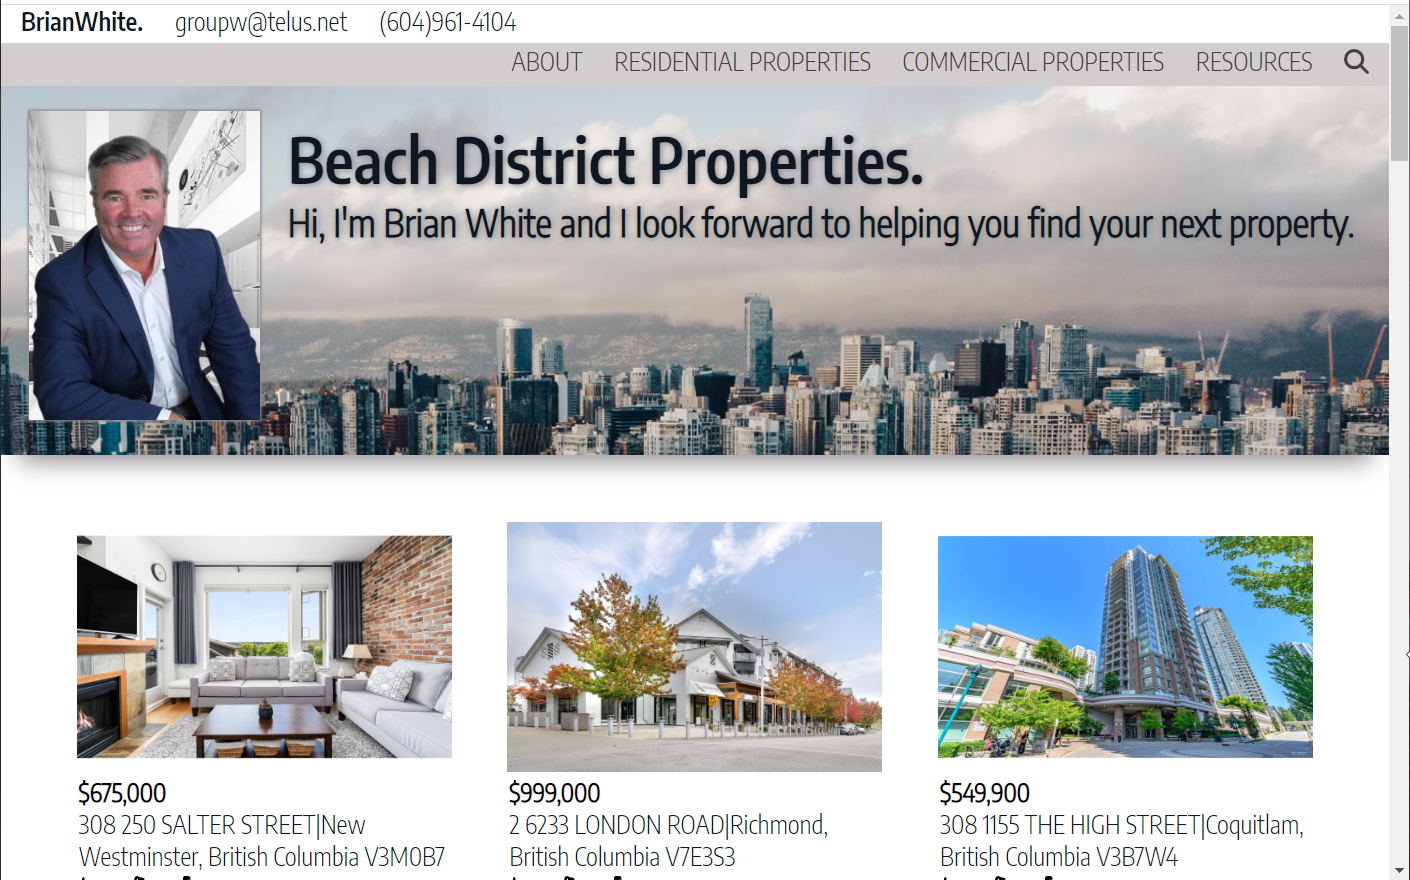 BrianWhite. groupw@telus.net (604)961-4104
ABOUT RESIDENTIAL PROPERTIES COMMERCIAL PROPERTIES RESOURCES
Beach District Properties.
Hi, I'm Brian White and I look forward to helping you find your next property.
$675,000
308 250 SALTER STREET|New
Westminster, British Columbia V3M0B7
$999,000
2 6233 LONDON ROAD|Richmond,
British Columbia V7E3S3
$549,900
308 1155 THE HIGH STREET|Coquitlam,
British Columbia V3B7W4